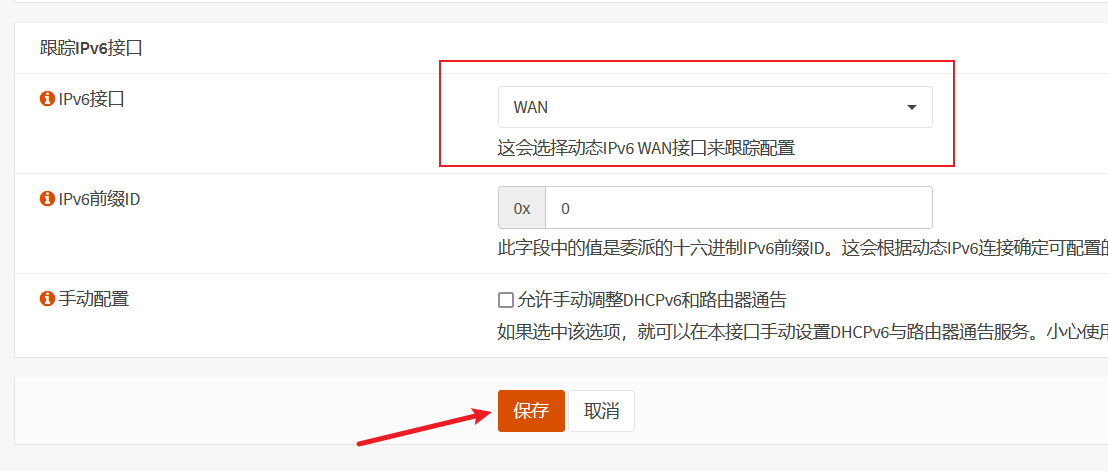 跟踪IPv6接口
IPv6接口
WAN
这会选择动态IPv6 WAN接口来跟踪配置
IPv6前缀ID
0x
0
此字段中的值是委派的十六进制IPv6前缀ID。这会根据动态IPv6连接确定可配置的
手动配置
允许手动调整DHCPv6和路由器通告
如果选中该选项，就可以在本接口手动设置DHCPv6与路由器通告服务。小心使用
保存 取消